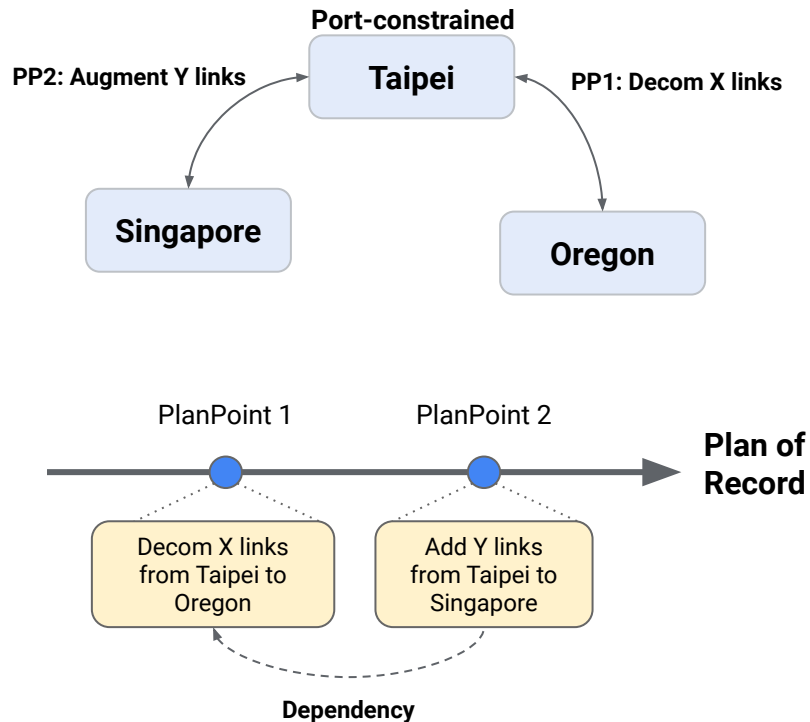 Port-constrained
Taipei
PP2: Augment Y links
PP1: Decom X links
Singapore
Oregon
PlanPoint 1
PlanPoint 2
Plan of
Record
Decom X links
from Taipei to
Oregon
Add Y links
from Taipei to
Singapore
Dependency